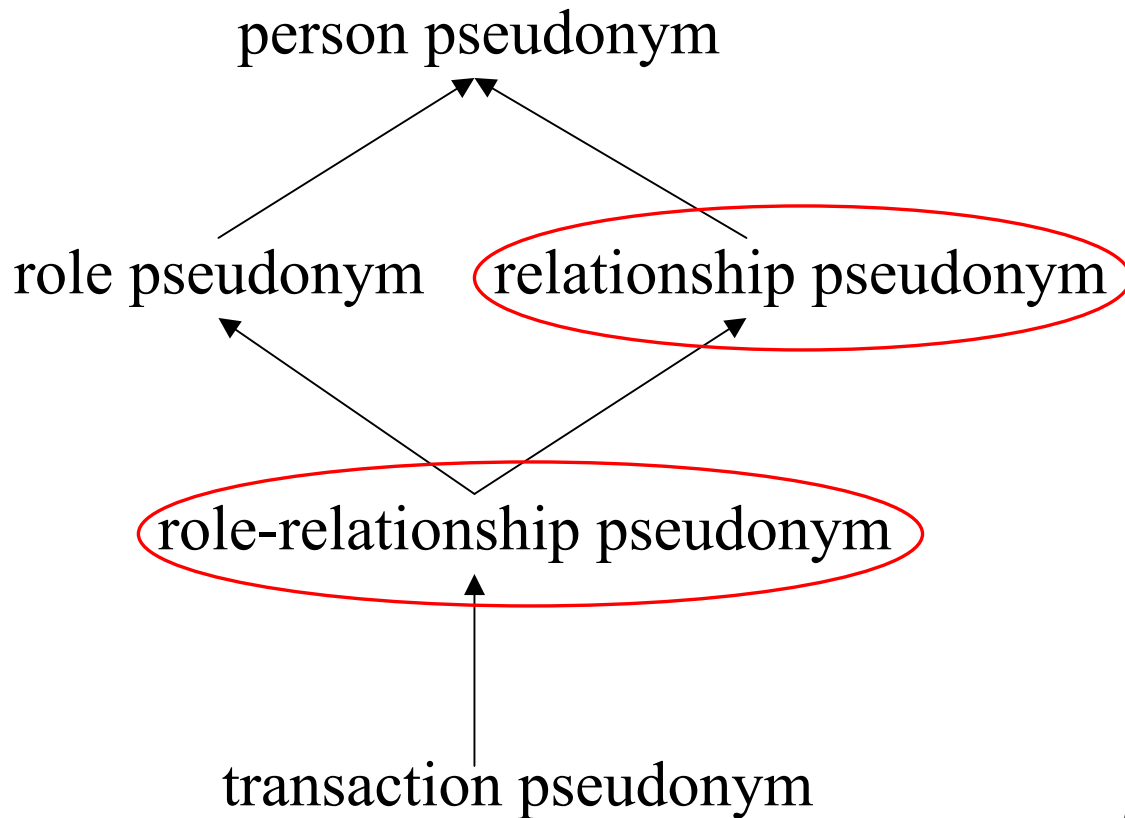 person pseudonym
role pseudonym
relationship pseudonym
role-relationship pseudonym
transaction pseudonym